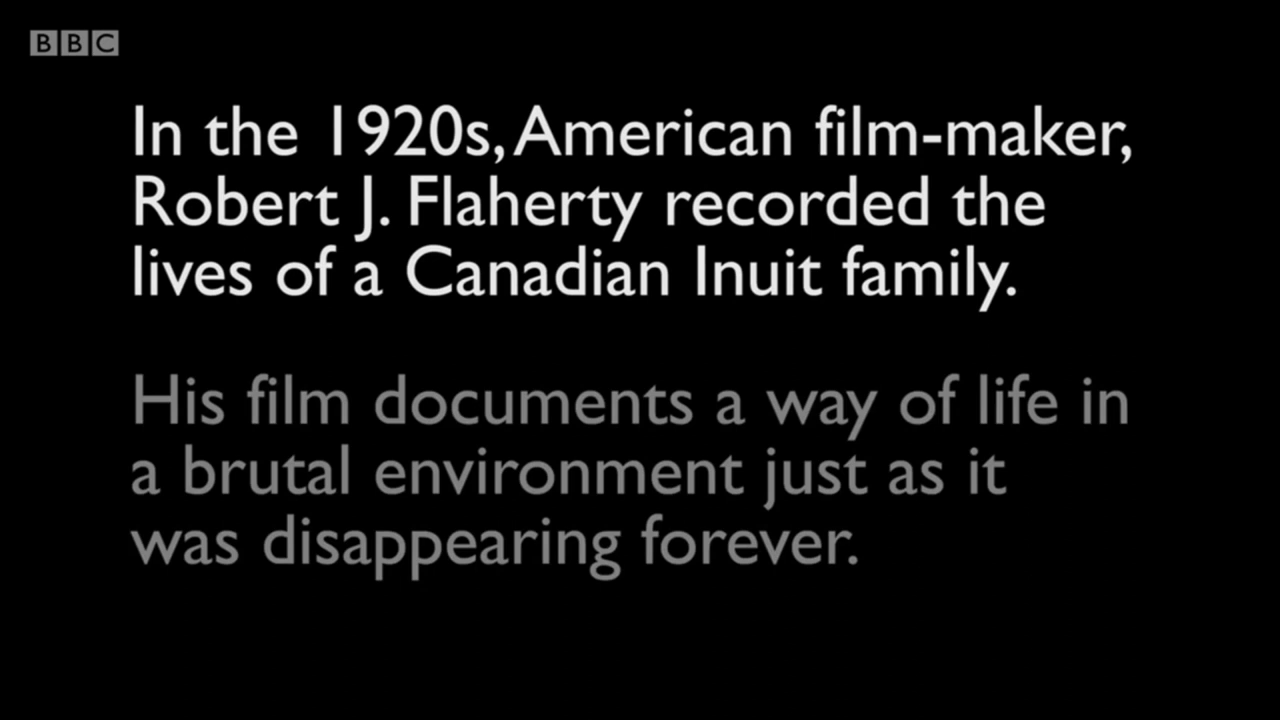 BBC
In the 1920s, American film-maker,
Robert J. Flaherty recorded the
lives of a Canadian Inuit family.
His film documents a way of life in
a brutal environment just as it
was disappearing forever.